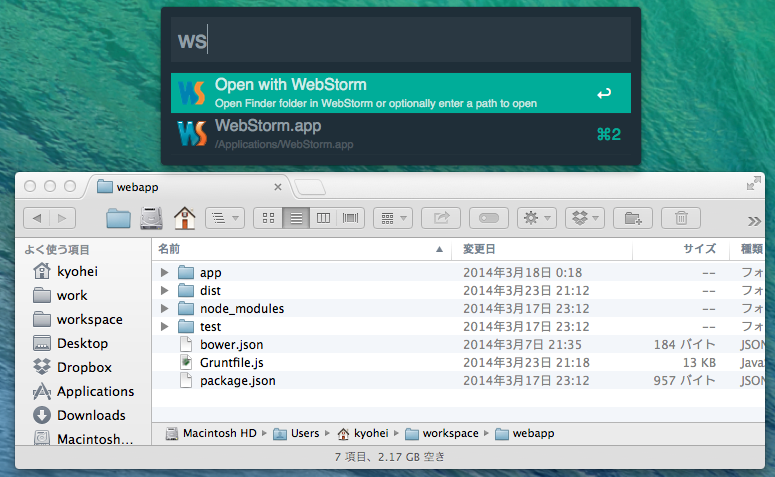 ws
Open with WebStorm
Open Finder folder in WebStorm or optionally enter a path to open
WebStorm.app
⌘2
/Applications/WebStorm.app
webapp
よく使う項目
kyohei
work
workspace
Desktop
Dropbox
Applications
Downloads
Macintosh...
名前 変更日 サイズ 種類
app 2014年3月18日 0:18 -- フォ
dist 2014年3月23日 21:12 -- フォ
node_modules 2014年3月17日 23:12 -- フォ
test 2014年3月17日 23:12 -- フォ
bower.json 2014年3月7日 21:35 184 バイト JSON
Gruntfile.js 2014年3月23日 21:18 13 KB Java
package.json 2014年3月17日 23:12 957 バイト JSON
Macintosh HD ▸ Users ▸ kyohei ▸ workspace ▸ webapp
7 項目、2.17 GB 空き